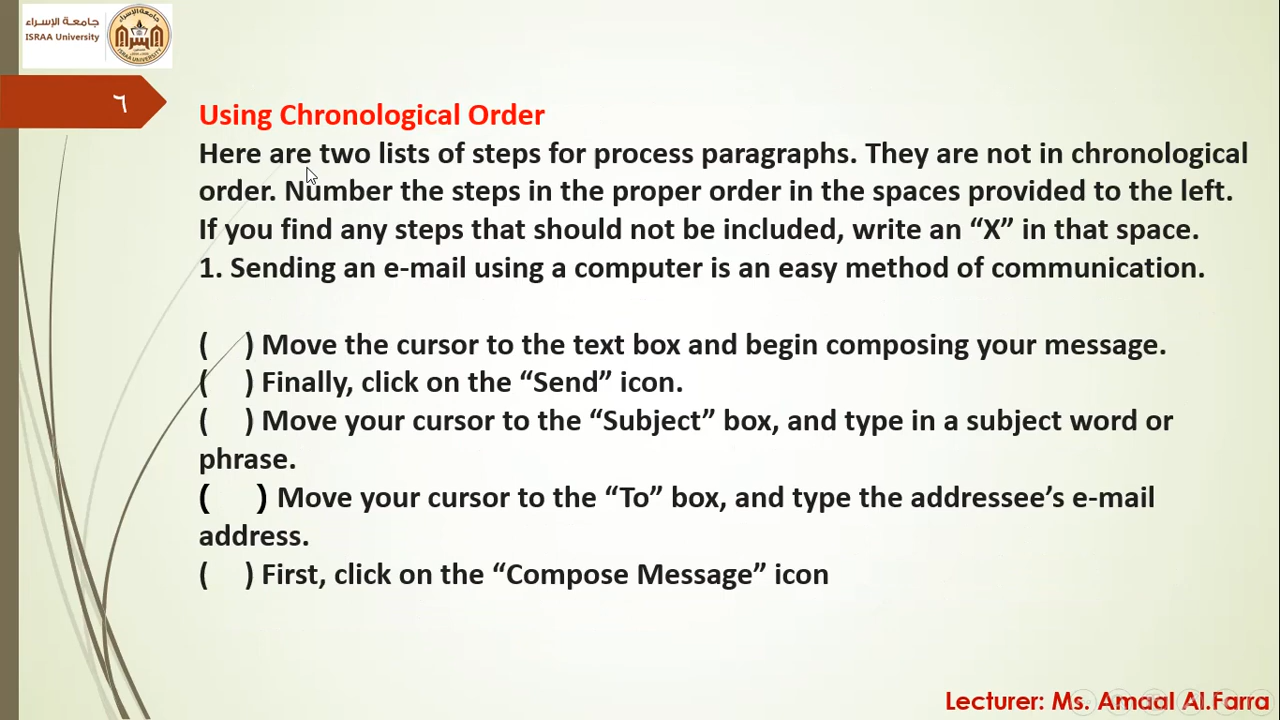 جامعة الإسراء
ISRAA University
٦
Using Chronological Order
Here are two lists of steps for process paragraphs. They are not in chronological
order. Number the steps in the proper order in the spaces provided to the left.
If you find any steps that should not be included, write an “X” in that space.
1. Sending an e-mail using a computer is an easy method of communication.
(     ) Move the cursor to the text box and begin composing your message.
(     ) Finally, click on the “Send” icon.
(     ) Move your cursor to the “Subject” box, and type in a subject word or
phrase.
(     ) Move your cursor to the “To” box, and type the addressee’s e-mail
address.
(     ) First, click on the “Compose Message” icon
Lecturer: Ms. Amaal Al.Farra